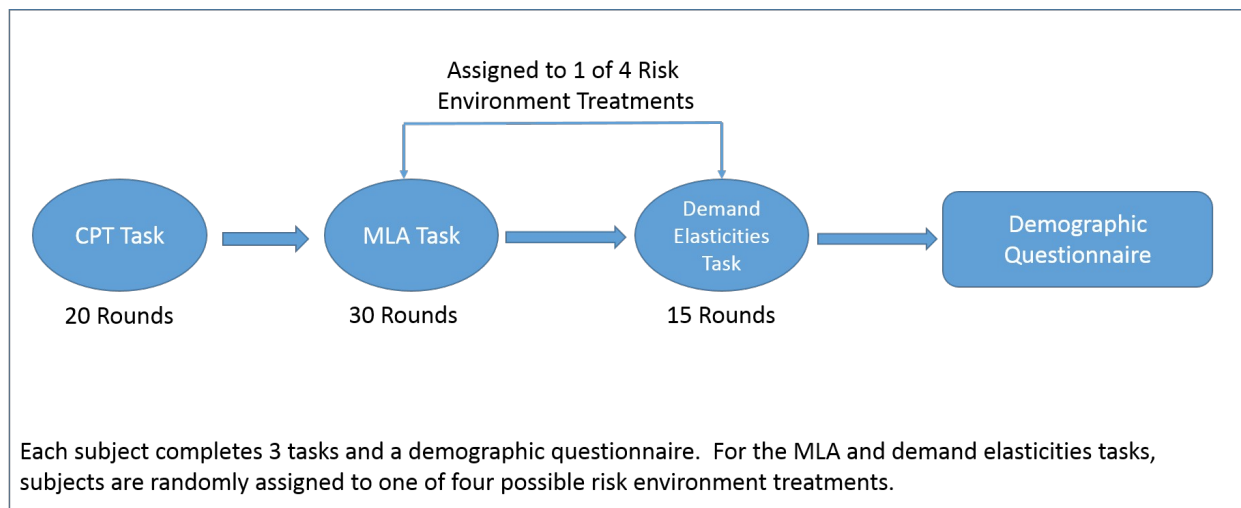 Assigned to 1 of 4 Risk
Environment Treatments
CPT Task
MLA Task
Demand
Elasticities
Task
Demographic
Questionnaire
20 Rounds
30 Rounds
15 Rounds
Each subject completes 3 tasks and a demographic questionnaire.  For the MLA and demand elasticities tasks,
subjects are randomly assigned to one of four possible risk environment treatments.